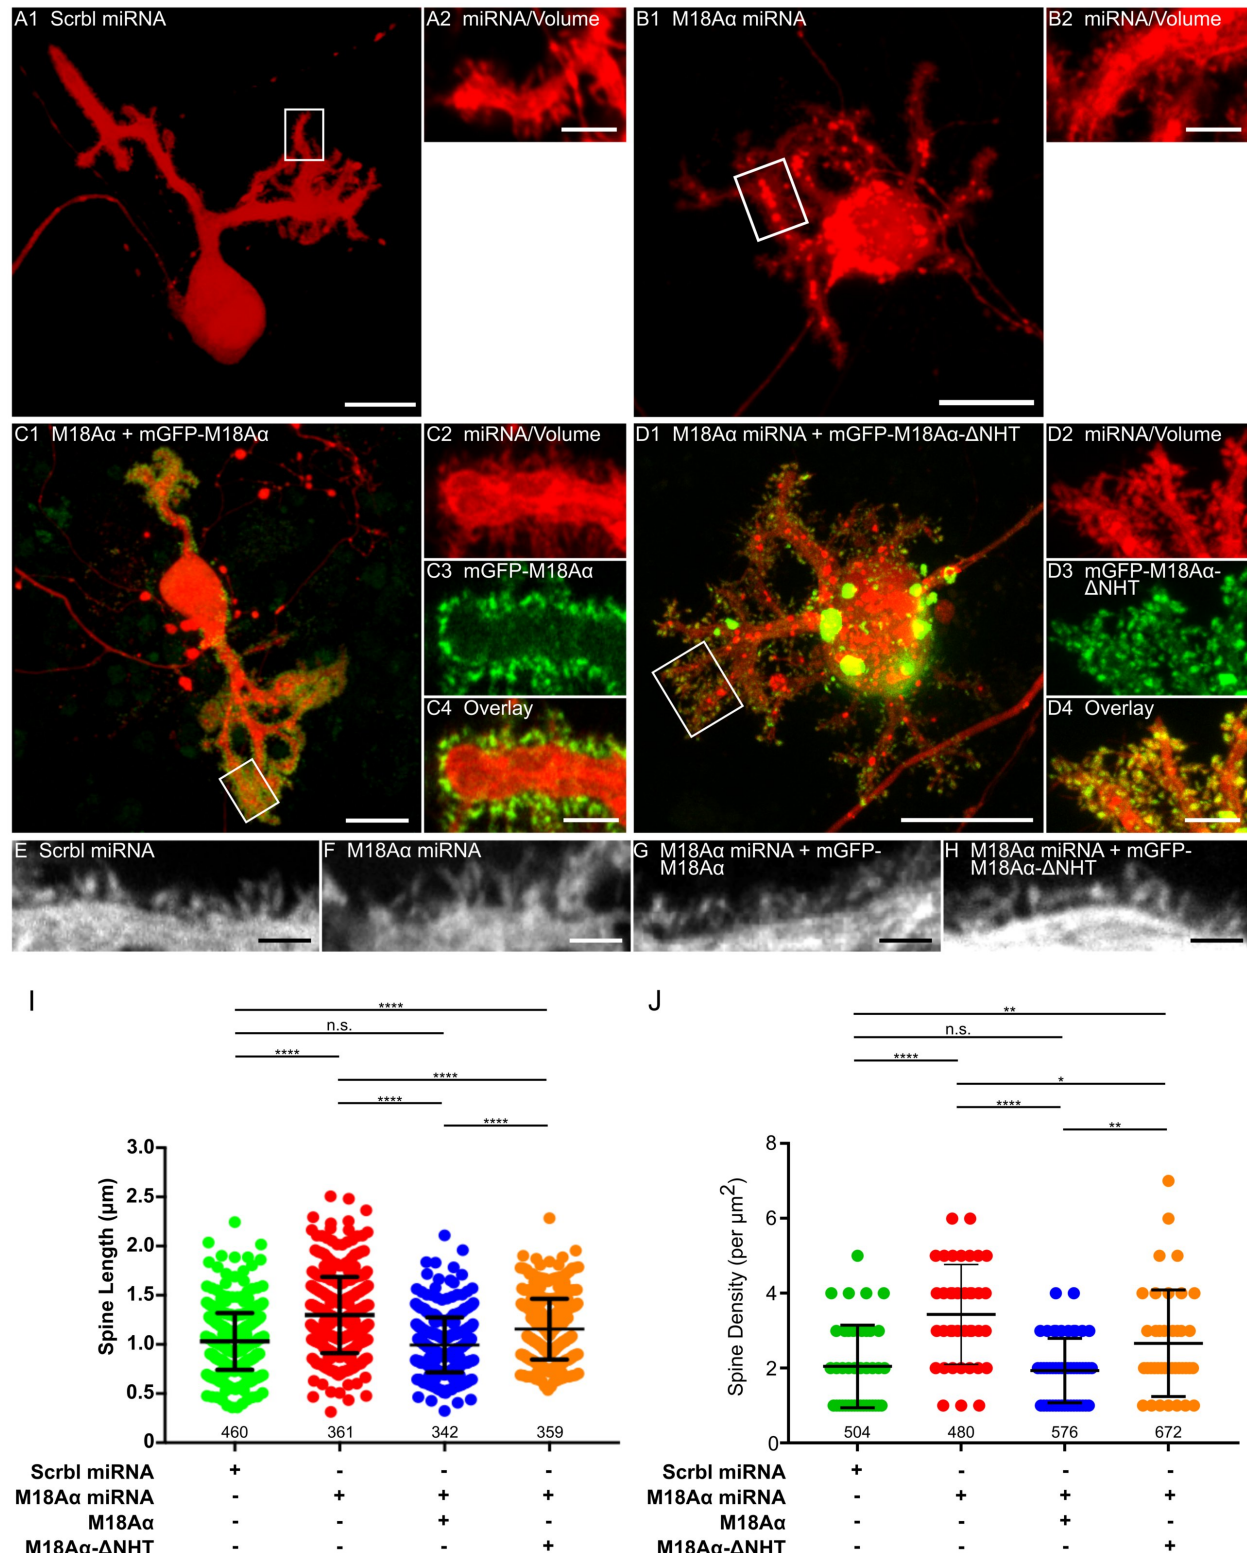 A1 Scrbl miRNA
A2 miRNA/Volume
B1 M18Aα miRNA
B2 miRNA/Volume
C1 M18Aα + mGFP-M18Aα
C2 miRNA/Volume
C3 mGFP-M18Aα
C4 Overlay
D1 M18Aα miRNA + mGFP-M18Aα-ΔNHT
D2 miRNA/Volume
D3 mGFP-M18Aα-
ΔNHT
D4 Overlay
E Scrbl miRNA
F M18Aα miRNA
G M18Aα miRNA + mGFP-
M18Aα
H M18Aα miRNA + mGFP-
M18Aα-ΔNHT
I
****
n.s.
****
****
****
****
Spine Length (μm)
3.0
2.5
2.0
1.5
1.0
0.5
0
460 361 342 359
Scrbl miRNA + - - -
M18Aα miRNA - + + +
M18Aα - - + -
M18Aα-ΔNHT - - - +
J
**
n.s.
****
*
****
**
Spine Density (per μm²)
8
6
4
2
0
504 480 576 672
Scrbl miRNA + - - -
M18Aα miRNA - + + +
M18Aα - - + -
M18Aα-ΔNHT - - - +